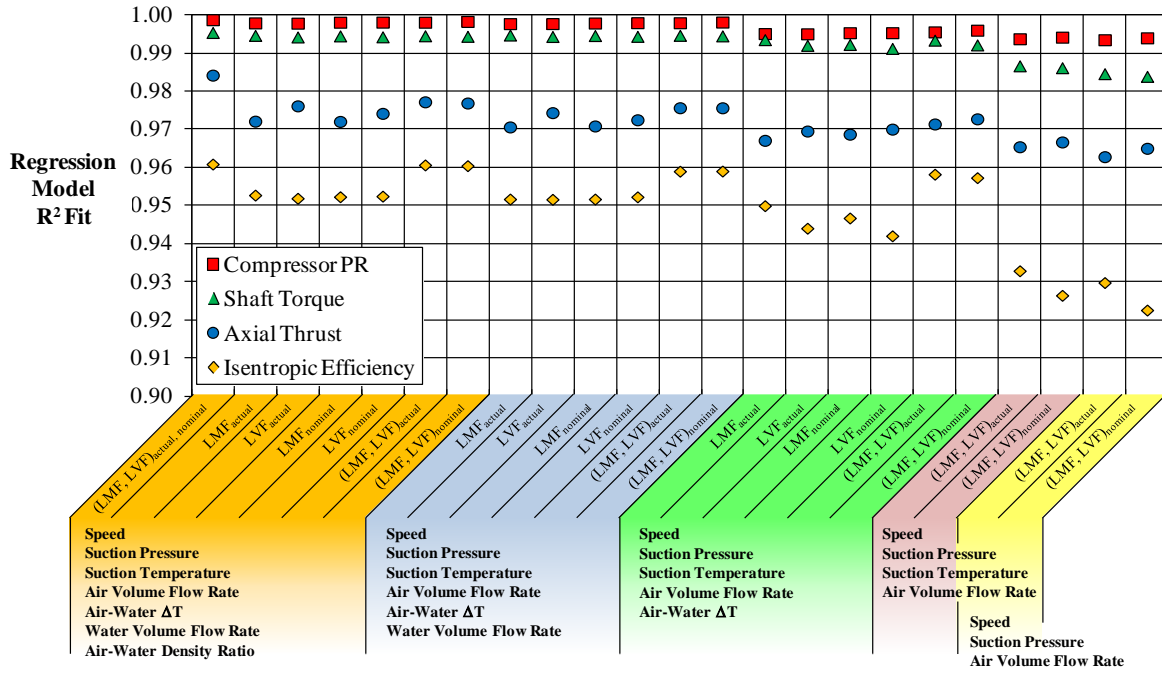 1.00
0.99
0.98
0.97
0.96
0.95
0.94
0.93
0.92
0.91
0.90
Regression
Model
R² Fit
Compressor PR
Shaft Torque
Axial Thrust
Isentropic Efficiency
(LMF, LVF)actual, nominal
LMFactual
LVFactual
LMFnominal
LVFnominal
(LMF, LVF)actual
(LMF, LVF)nominal
LMFactual
LVFactual
LMFnominal
LVFnominal
(LMF, LVF)actual
(LMF, LVF)nominal
LMFactual
LVFactual
LMFnominal
LVFnominal
(LMF, LVF)actual
(LMF, LVF)nominal
(LMF, LVF)actual
(LMF, LVF)nominal
(LMF, LVF)actual
(LMF, LVF)nominal
Speed
Suction Pressure
Suction Temperature
Air Volume Flow Rate
Air-Water ΔT
Water Volume Flow Rate
Air-Water Density Ratio
Speed
Suction Pressure
Suction Temperature
Air Volume Flow Rate
Air-Water ΔT
Water Volume Flow Rate
Speed
Suction Pressure
Suction Temperature
Air Volume Flow Rate
Air-Water ΔT
Speed
Suction Pressure
Suction Temperature
Air Volume Flow Rate
Speed
Suction Pressure
Air Volume Flow Rate